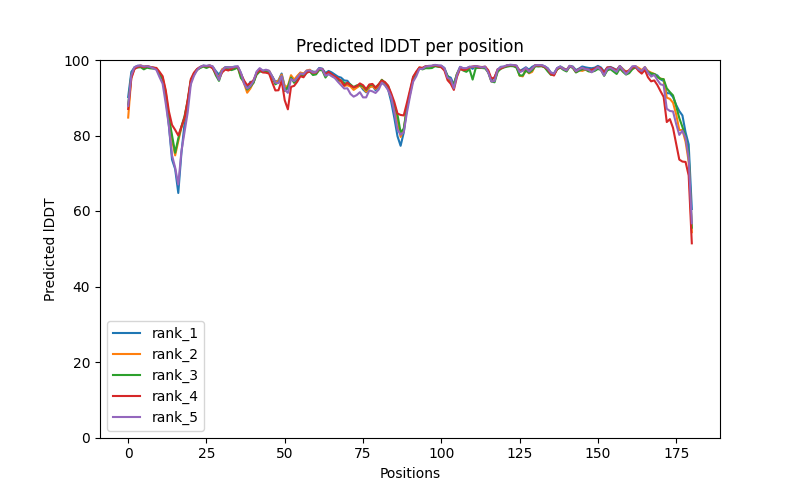 Predicted lDDT per position
100
80
60
40
20
0
Predicted lDDT
rank_1
rank_2
rank_3
rank_4
rank_5
0 25 50 75 100 125 150 175
Positions